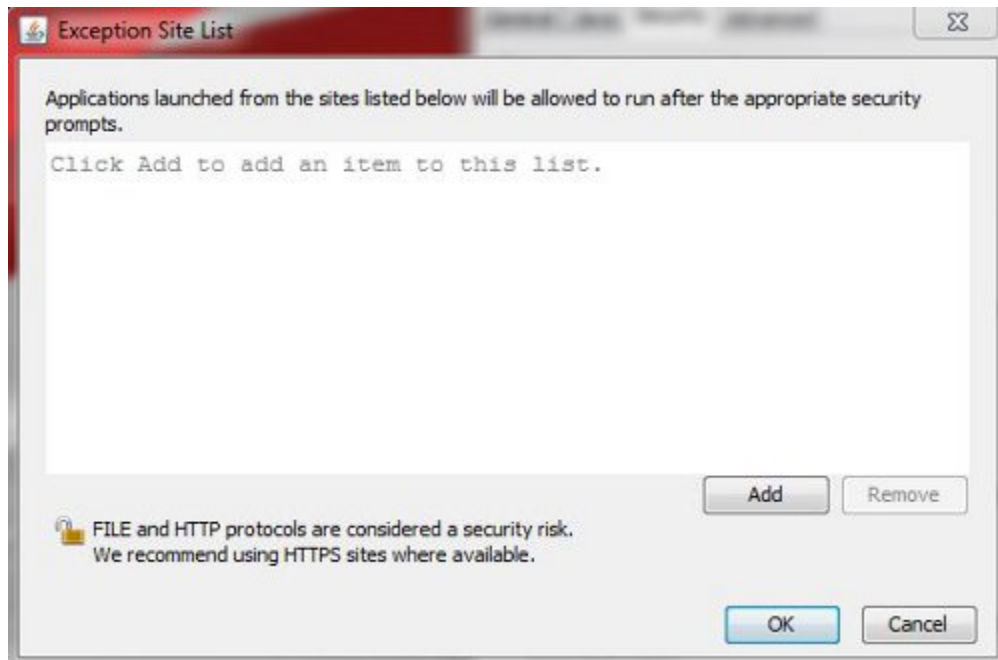 Exception Site List
Applications launched from the sites listed below will be allowed to run after the appropriate security
prompts.
Click Add to add an item to this list.
Add
Remove
FILE and HTTP protocols are considered a security risk.
We recommend using HTTPS sites where available.
OK
Cancel